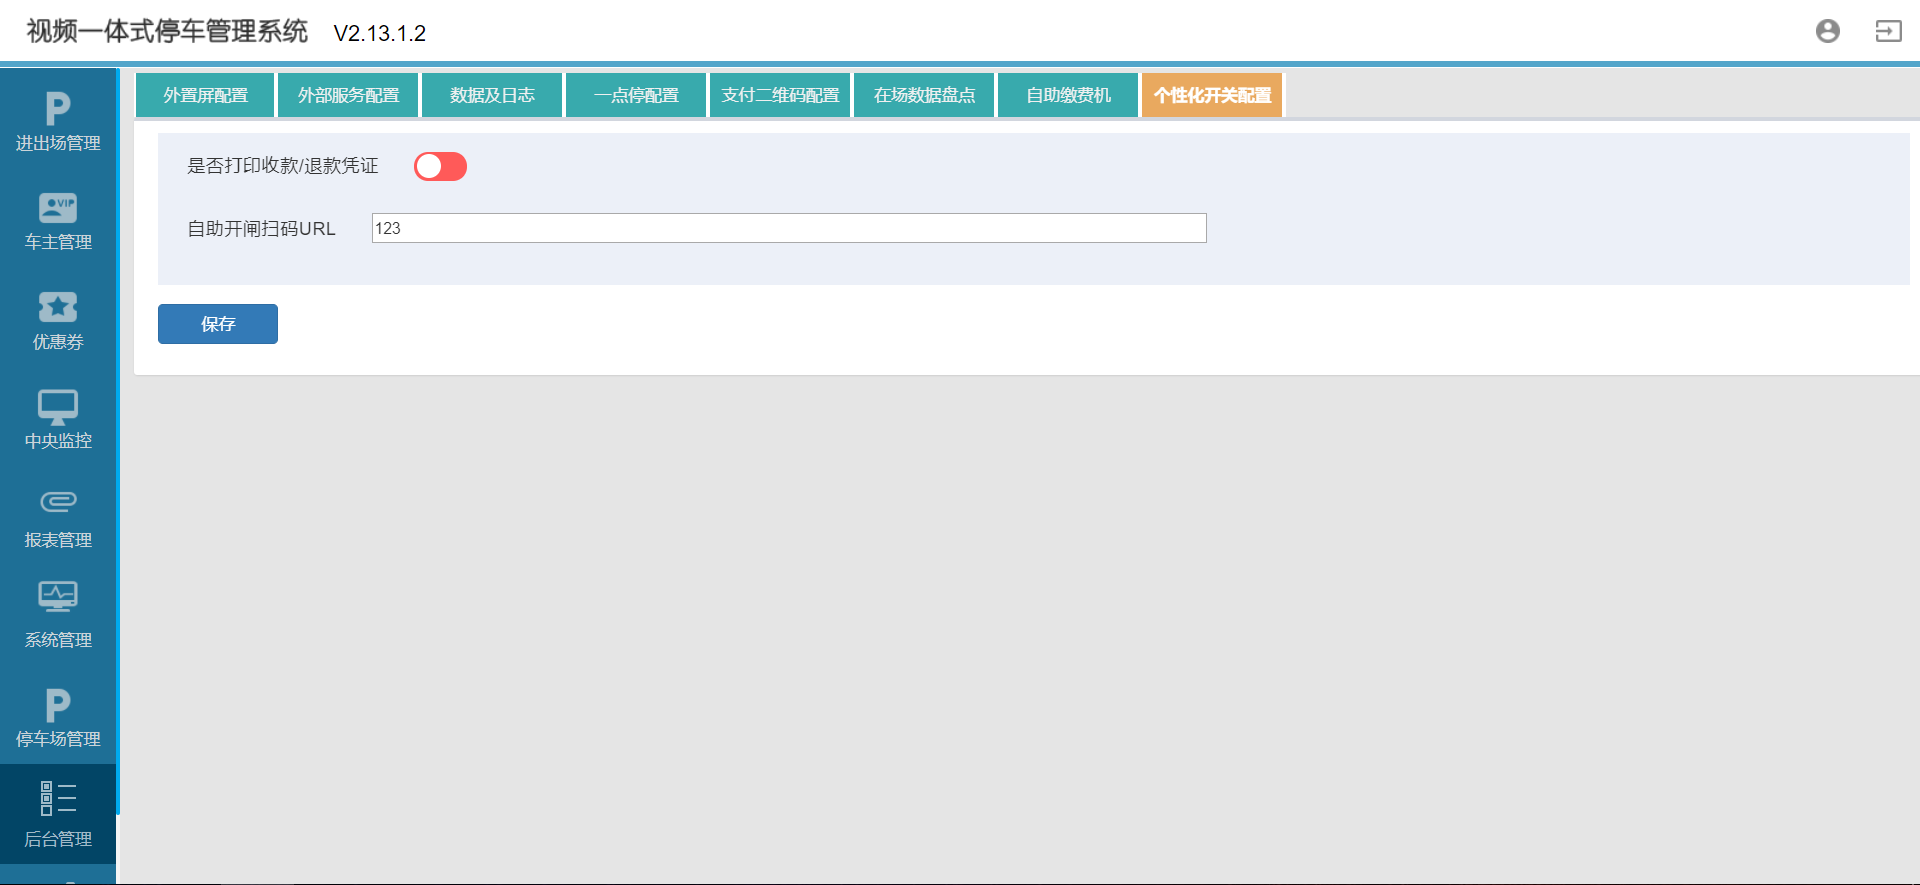 视频一体式停车管理系统 V2.13.1.2
外置屏配置 外部服务配置 数据及日志 一点停配置 支付二维码配置 在场数据盘点 自助缴费机 个性化开关配置
P
进出场管理
VIP
车主管理
优惠券
中央监控
报表管理
系统管理
P
停车场管理
后台管理
是否打印收款/退款凭证
自助开闸扫码URL 123
保存